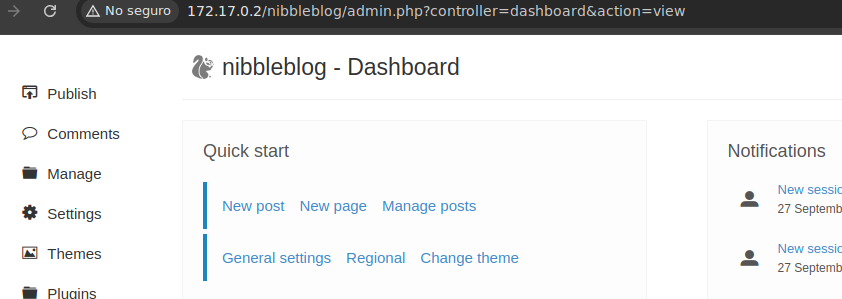 No seguro 172.17.0.2/nibbleblog/admin.php?controller=dashboard&action=view
nibbleblog - Dashboard
Publish
Comments
Manage
Settings
Themes
Plugins
Quick start
New post New page Manage posts
General settings Regional Change theme
Notifications
New sessio
27 Septemb
New sessio
27 Septemb